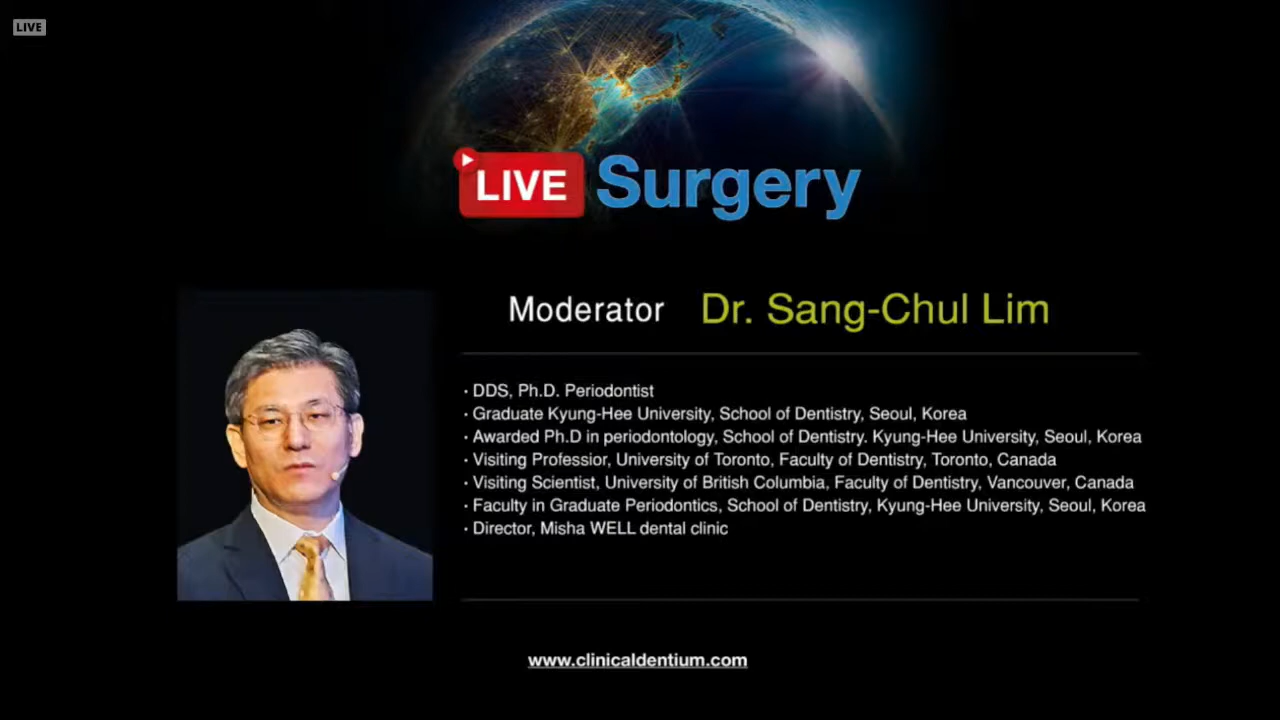 LIVE
LIVE Surgery
Moderator Dr. Sang-Chul Lim
· DDS, Ph.D. Periodontist
· Graduate Kyung-Hee University, School of Dentistry, Seoul, Korea
· Awarded Ph.D in periodontology, School of Dentistry. Kyung-Hee University, Seoul, Korea
· Visiting Professior, University of Toronto, Faculty of Dentistry, Toronto, Canada
· Visiting Scientist, University of British Columbia, Faculty of Dentistry, Vancouver, Canada
· Faculty in Graduate Periodontics, School of Dentistry, Kyung-Hee University, Seoul, Korea
· Director, Misha WELL dental clinic
www.clinicaldentium.com